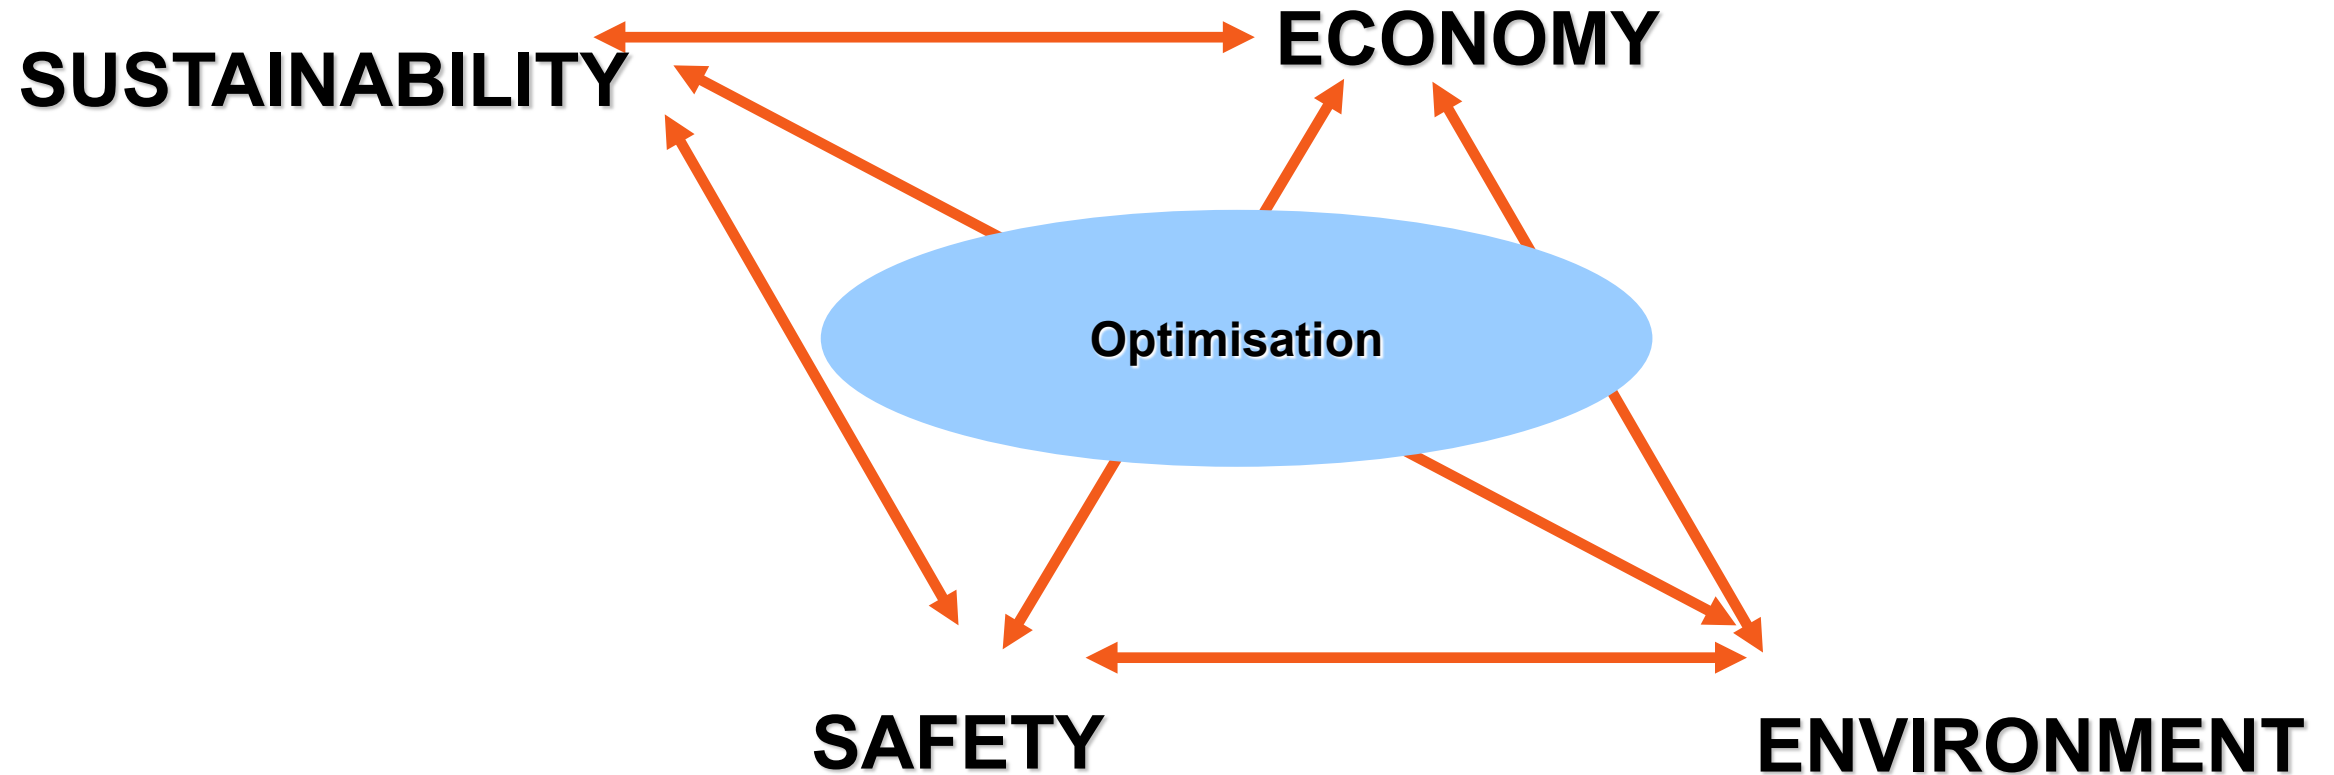 SUSTAINABILITY
ECONOMY
Optimisation
SAFETY
ENVIRONMENT